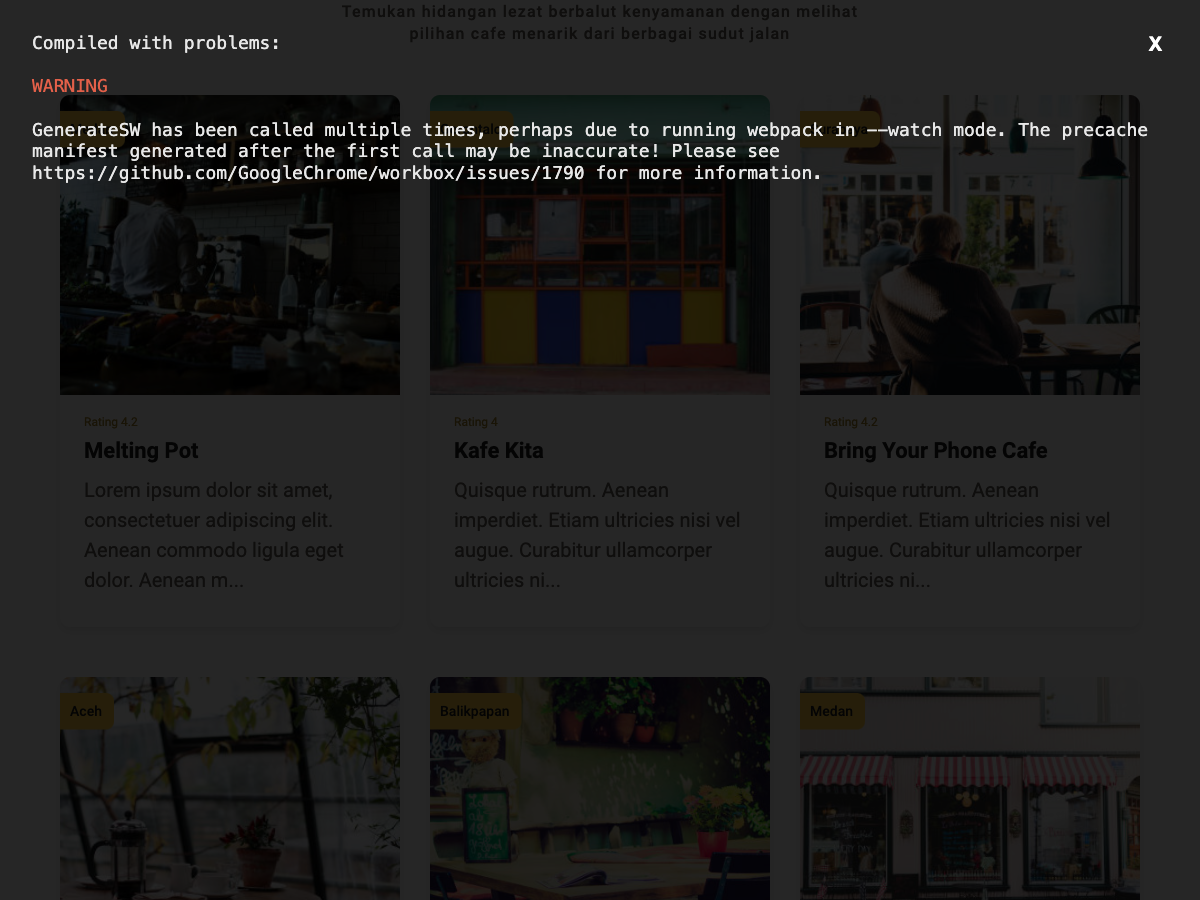 Temukan hidangan lezat berbalut kenyamanan dengan melihat
pilihan cafe menarik dari berbagai sudut jalan
Compiled with problems:
X
WARNING
GenerateSW has been called multiple times, perhaps due to running webpack in --watch mode. The precache
manifest generated after the first call may be inaccurate! Please see
https://github.com/GoogleChrome/workbox/issues/1790 for more information.
Rating 4.2
Melting Pot
Lorem ipsum dolor sit amet,
consectetuer adipiscing elit.
Aenean commodo ligula eget
dolor. Aenean m...
Rating 4
Kafe Kita
Quisque rutrum. Aenean
imperdiet. Etiam ultricies nisi vel
augue. Curabitur ullamcorper
ultricies ni...
Rating 4.2
Bring Your Phone Cafe
Quisque rutrum. Aenean
imperdiet. Etiam ultricies nisi vel
augue. Curabitur ullamcorper
ultricies ni...
Aceh
Balikpapan
Medan